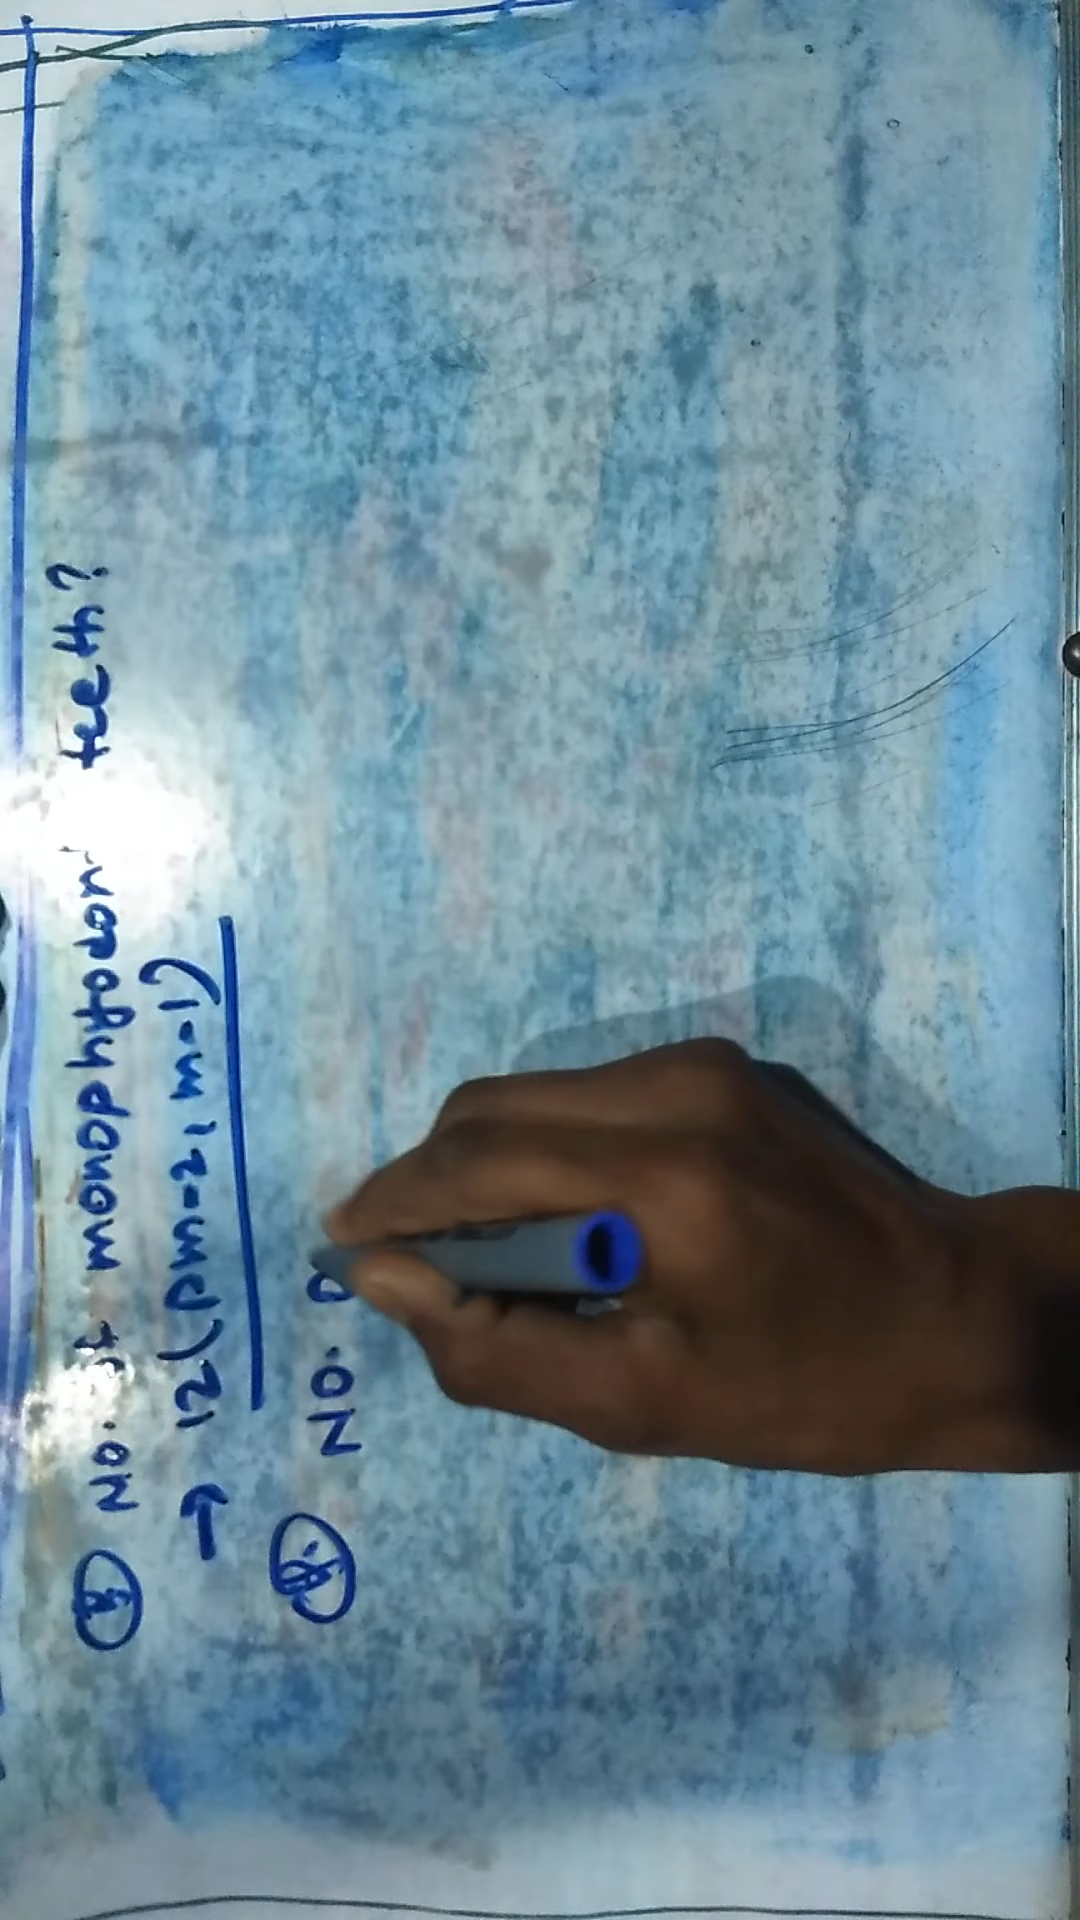 No. of monophyodont teeth?
→ 12 (pm=2, m=1)
No.